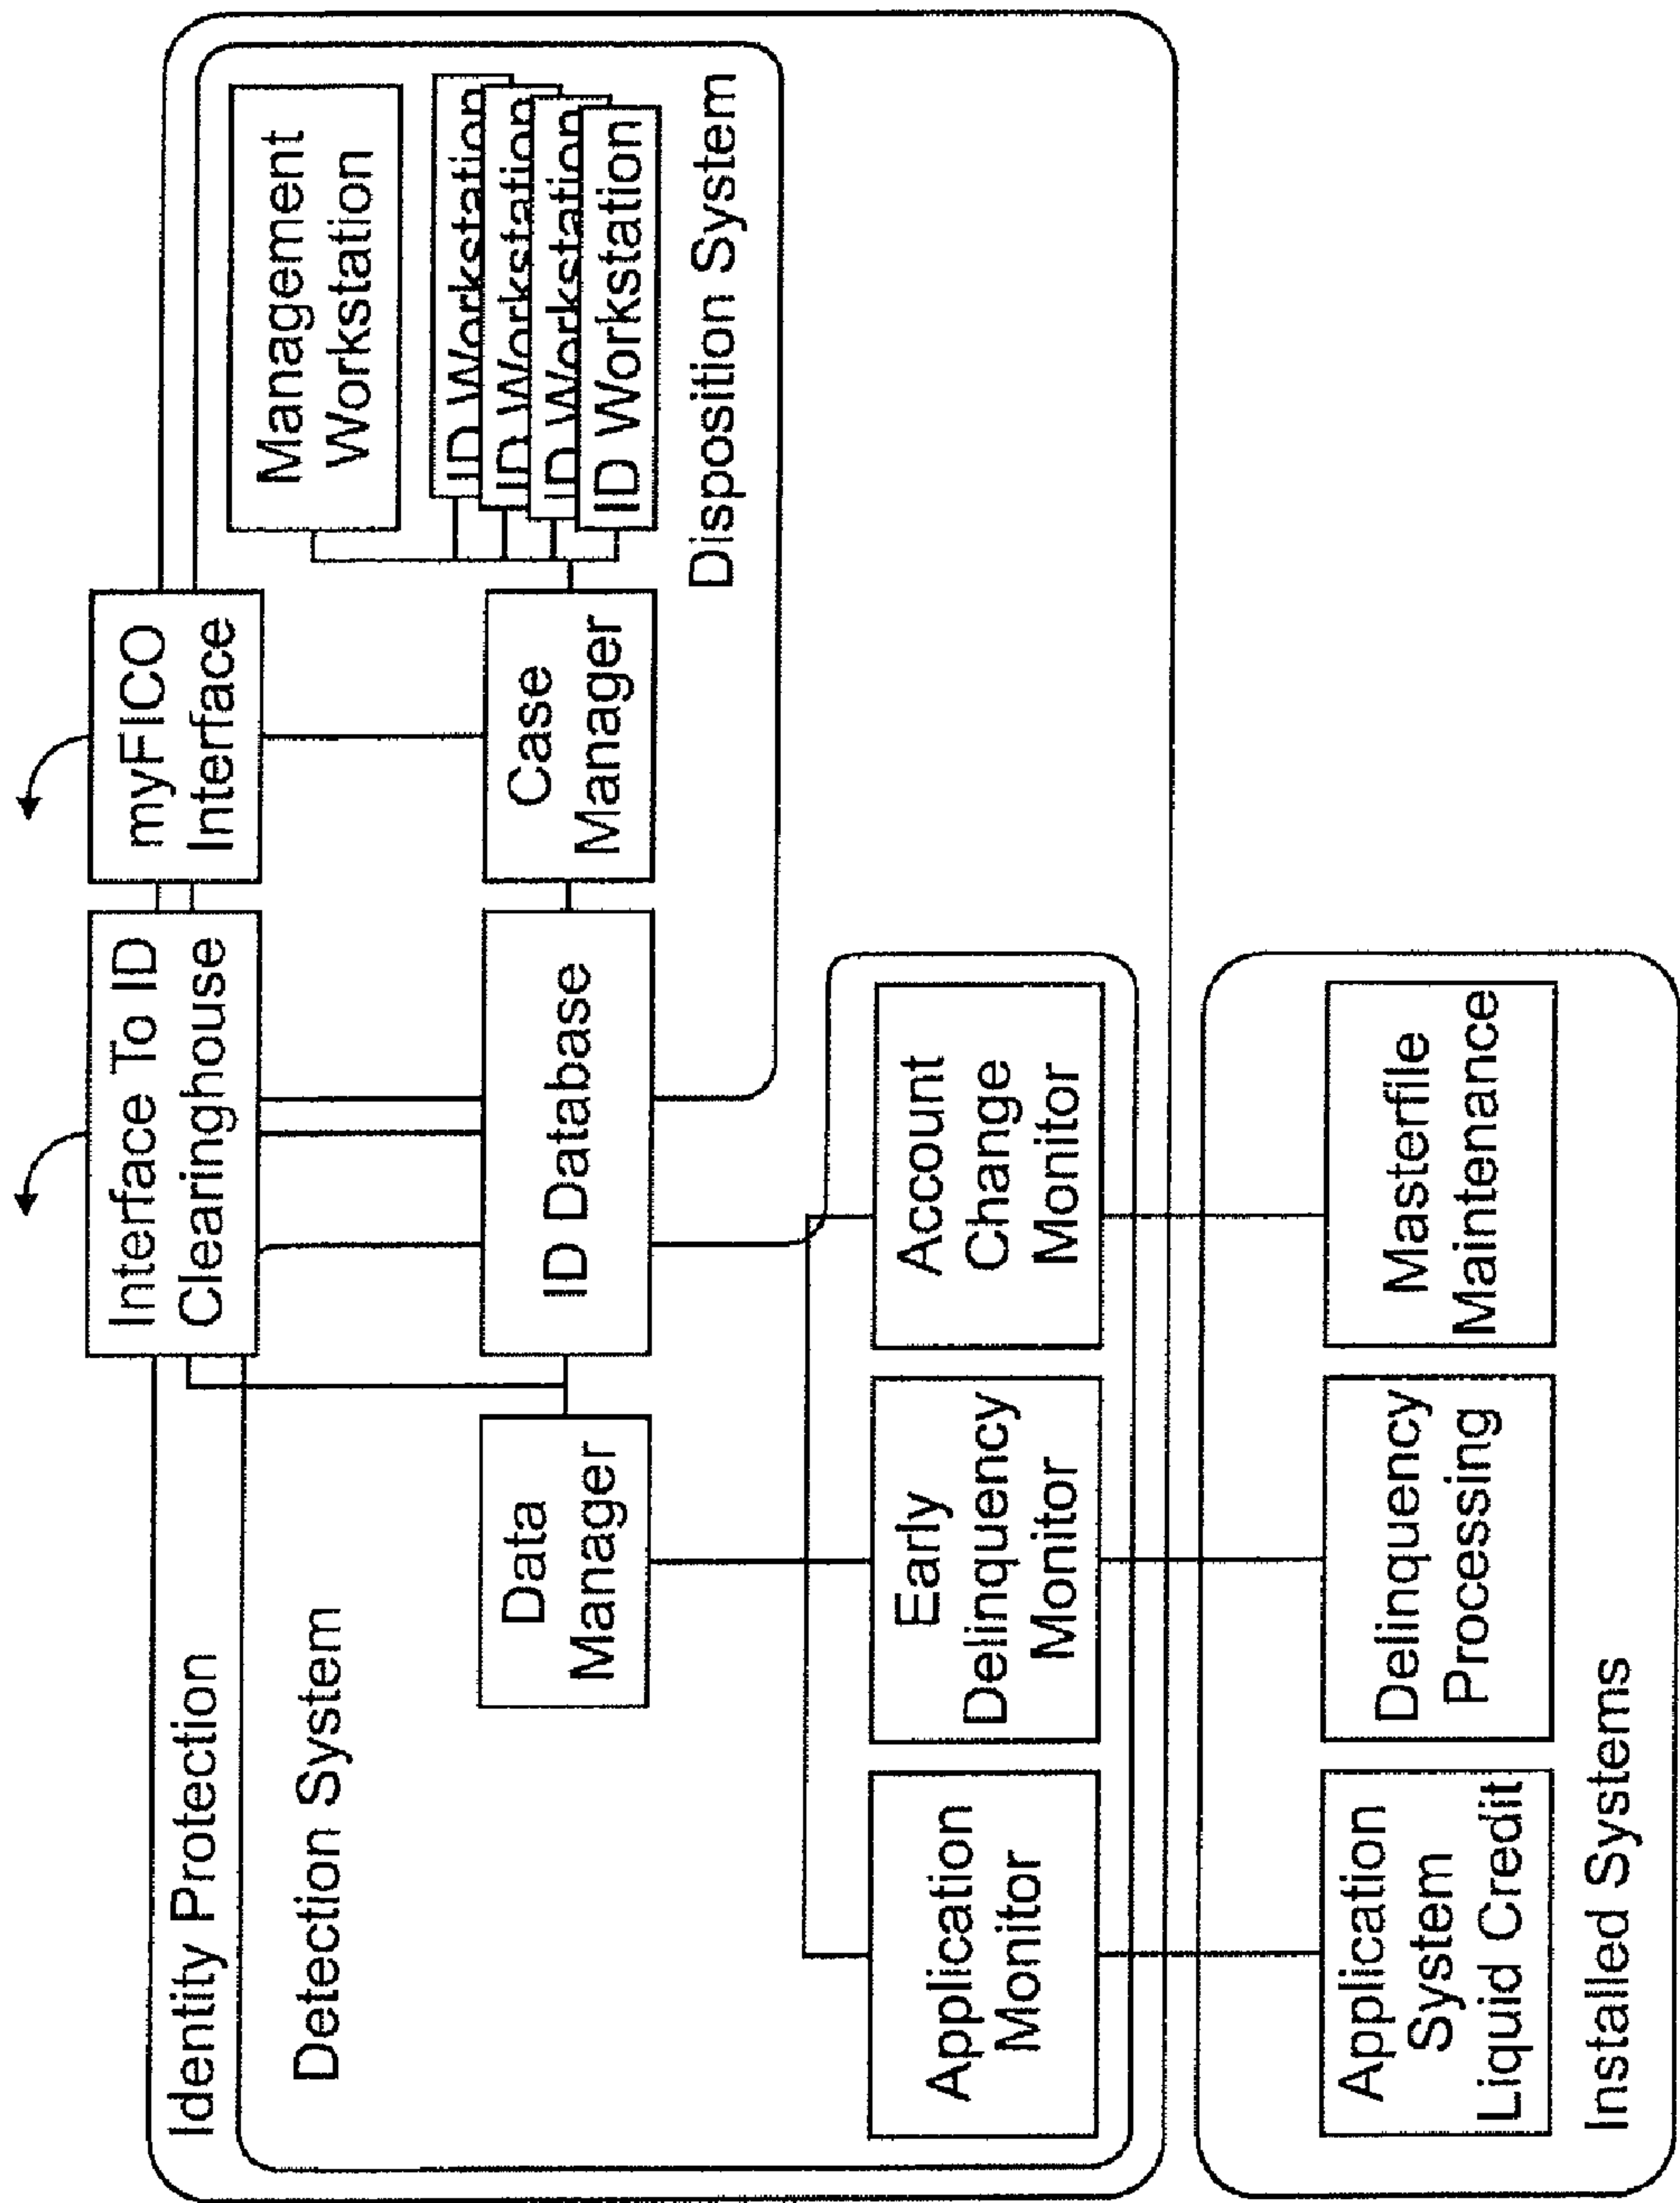 Identity Protection
Interface To ID
Clearinghouse
myFICO
Interface
Detection System
Data
Manager
ID Database
Case
Manager
Management
Workstation
ID Workstation
ID Workstation
ID Workstation
ID Workstation
Disposition System
Application
Monitor
Early
Delinquency
Monitor
Account
Change
Monitor
Application
System
Liquid Credit
Delinquency
Processing
Masterfile
Maintenance
Installed Systems